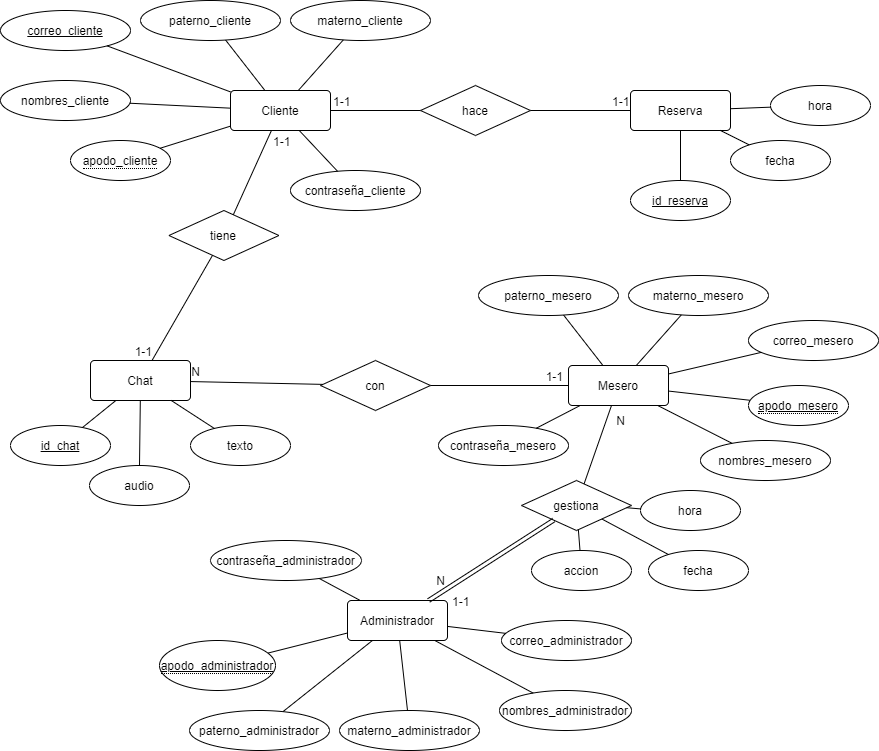 paterno_cliente
materno_cliente
correo_cliente
nombres_cliente
Cliente
1-1
hace
1-1
Reserva
hora
apodo_cliente
1-1
fecha
contraseña_cliente
id_reserva
tiene
paterno_mesero
materno_mesero
correo_mesero
1-1
Chat
N
con
1-1
Mesero
apodo_mesero
N
id_chat
texto
contraseña_mesero
nombres_mesero
audio
gestiona
hora
contraseña_administrador
accion
fecha
N
1-1
Administrador
correo_administrador
apodo_administrador
nombres_administrador
paterno_administrador
materno_administrador